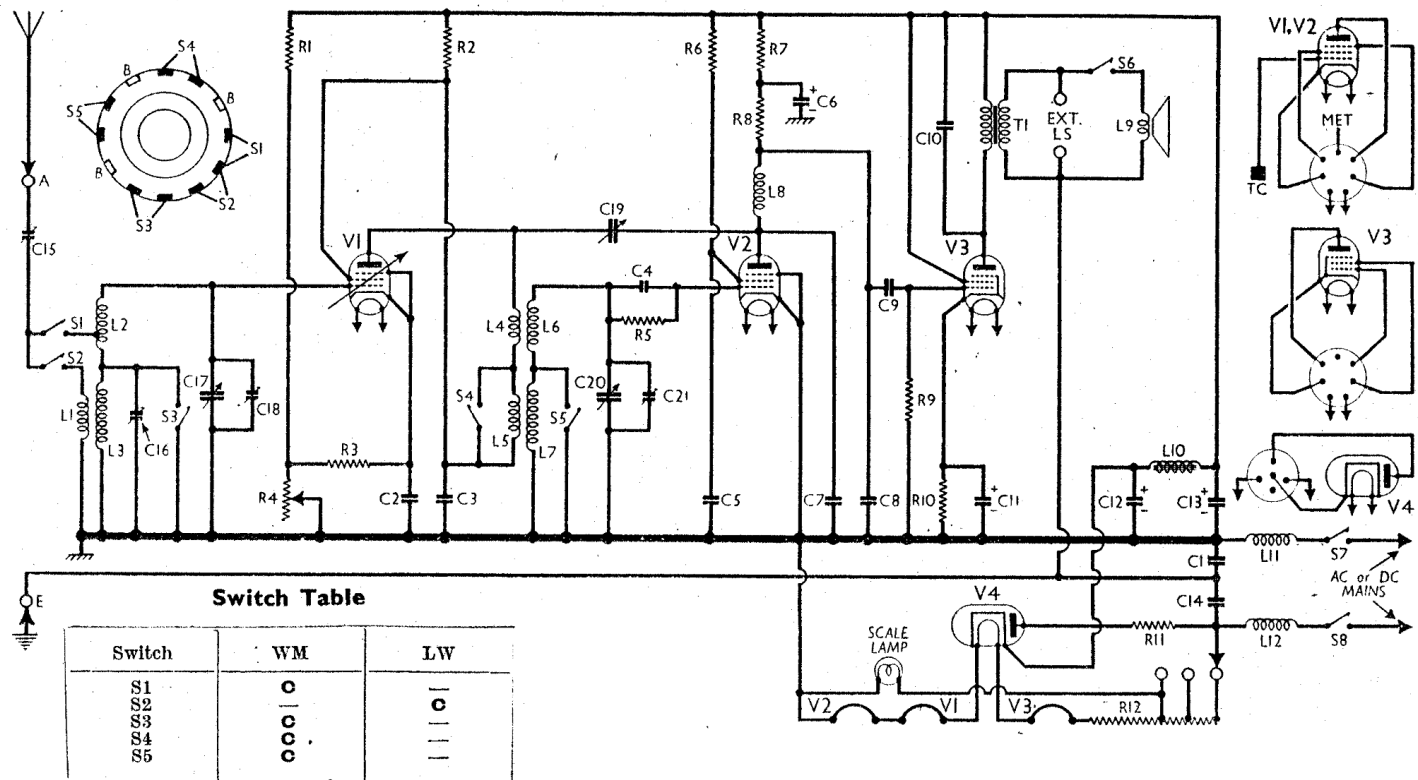 S4
B
S5
B
B
S1
S2
S3
A
C15
S1
S2
L1
L2
L3
C16
S3
C17
C18
R1
V1
R3
R4
C2
R2
C3
S4
L4
L5
L6
L7
S5
C19
C4
R5
C20
C21
R6
C5
R7
C6
R8
L8
V2
C7
C8
C9
R9
C10
T1
V3
R10
C11
EXT.
LS
S6
L9
L10
C12
C13
L11
S7
C1
AC or DC
MAINS
C14
L12
S8
V4
R11
SCALE
LAMP
V2
V1
V3
R12
V1,V2
MET
TC
V3
V4
E
Switch Table
Switch WM LW
S1 C —
S2 — C
S3 C —
S4 C —
S5 C —